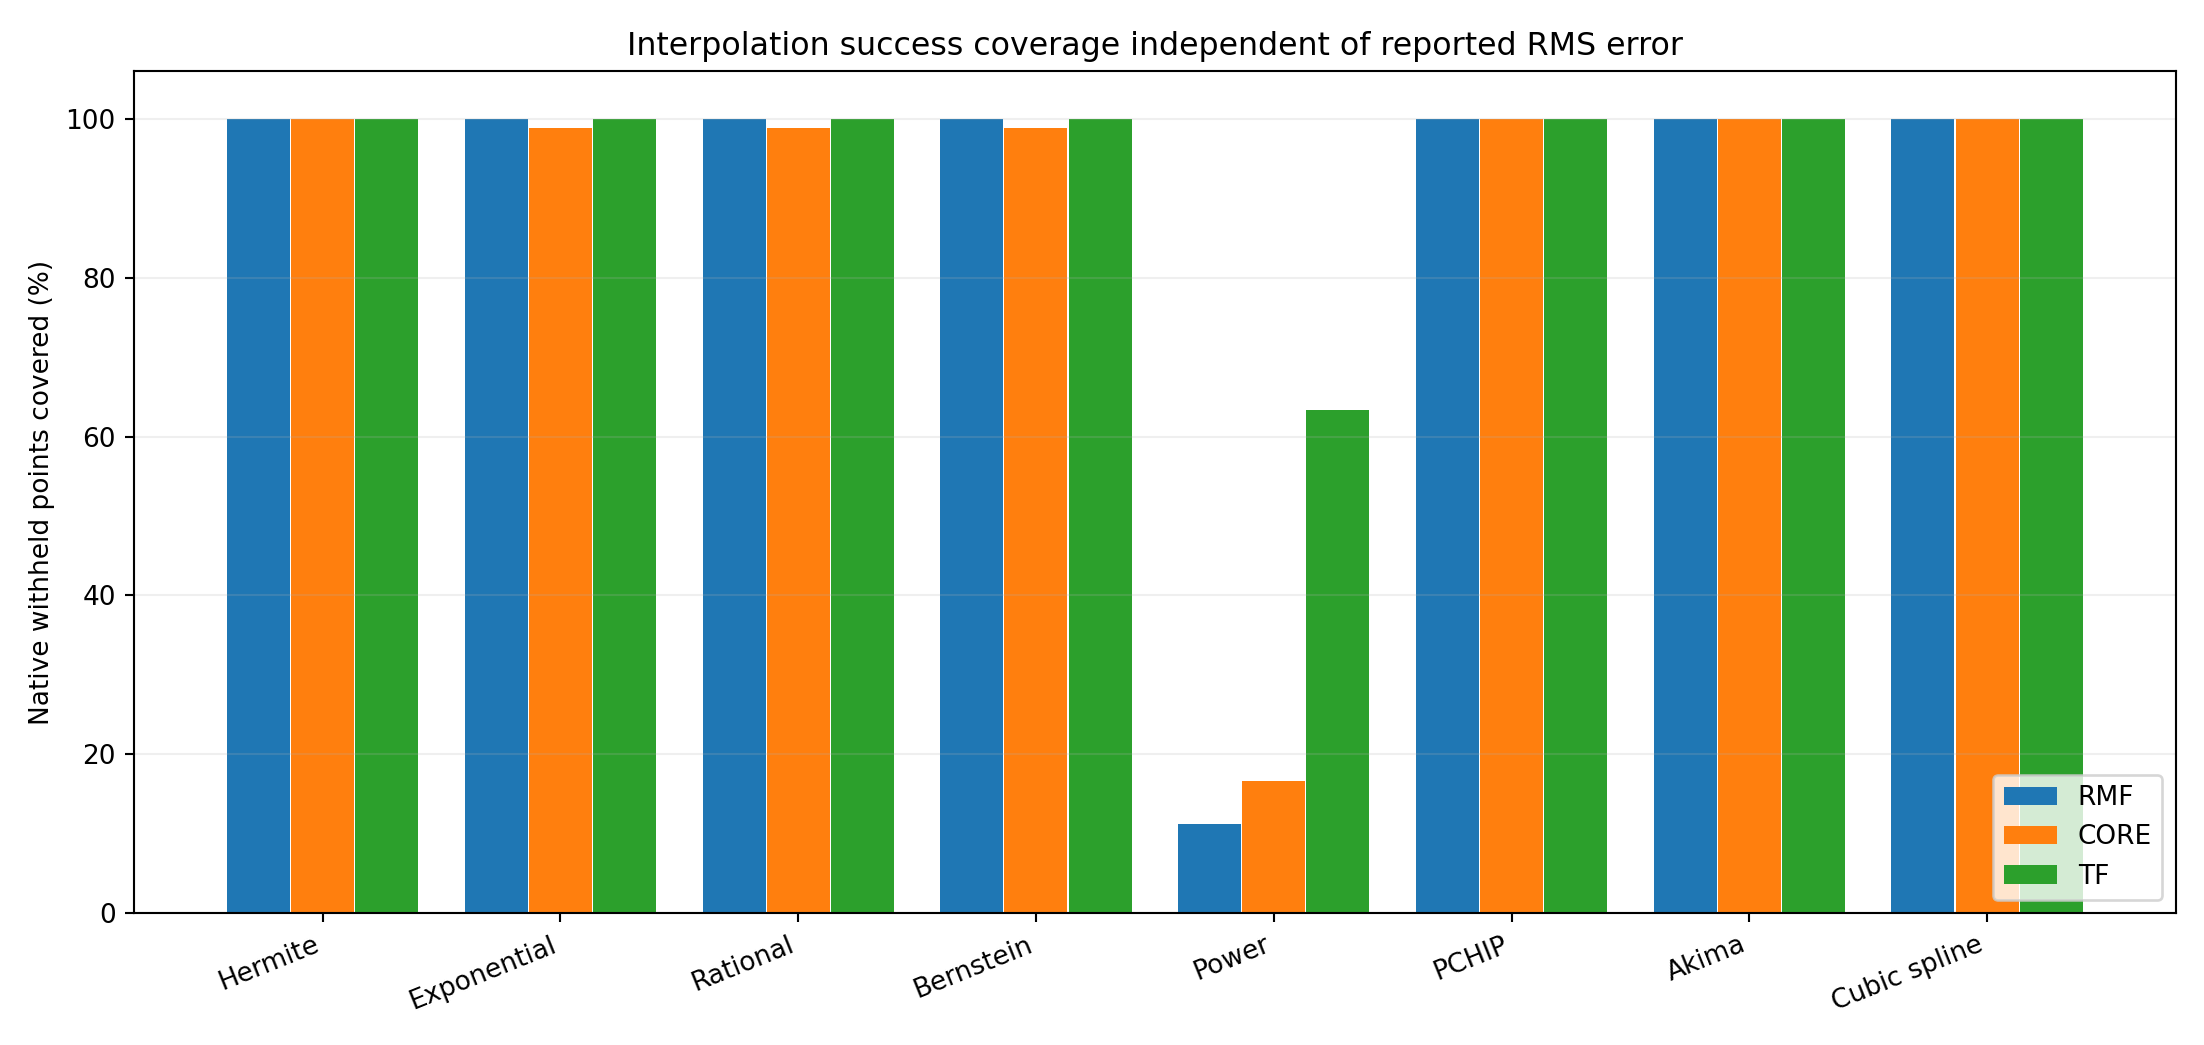 Interpolation success coverage independent of reported RMS error
Native withheld points covered (%)
100
80
60
40
20
0
Hermite
Exponential
Rational
Bernstein
Power
PCHIP
Akima
Cubic spline
RMF
CORE
TF